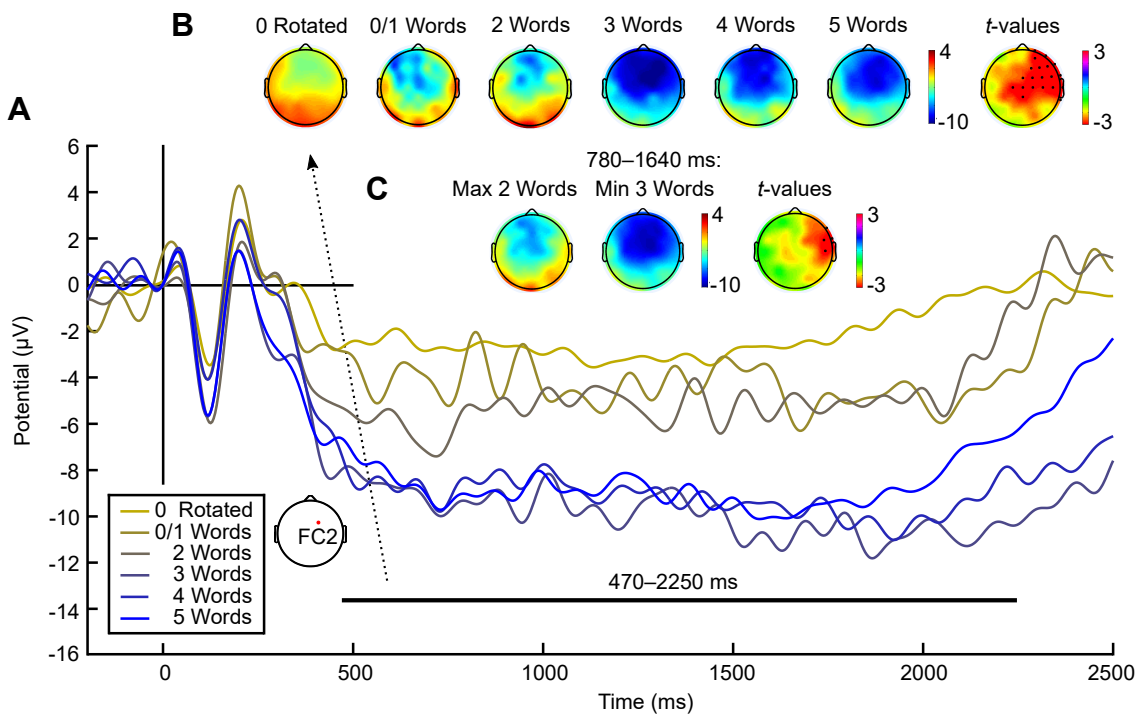 B
0 Rotated 0/1 Words 2 Words 3 Words 4 Words 5 Words t-values
4
-10
3
-3
A
780–1640 ms:
C
Max 2 Words Min 3 Words t-values
4
-10
3
-3
6
4
2
0
-2
-4
-6
-8
-10
-12
-14
-16
Potential (µV)
0 Rotated
0/1 Words
2 Words
3 Words
4 Words
5 Words
FC2
470–2250 ms
0 500 1000 1500 2000 2500
Time (ms)